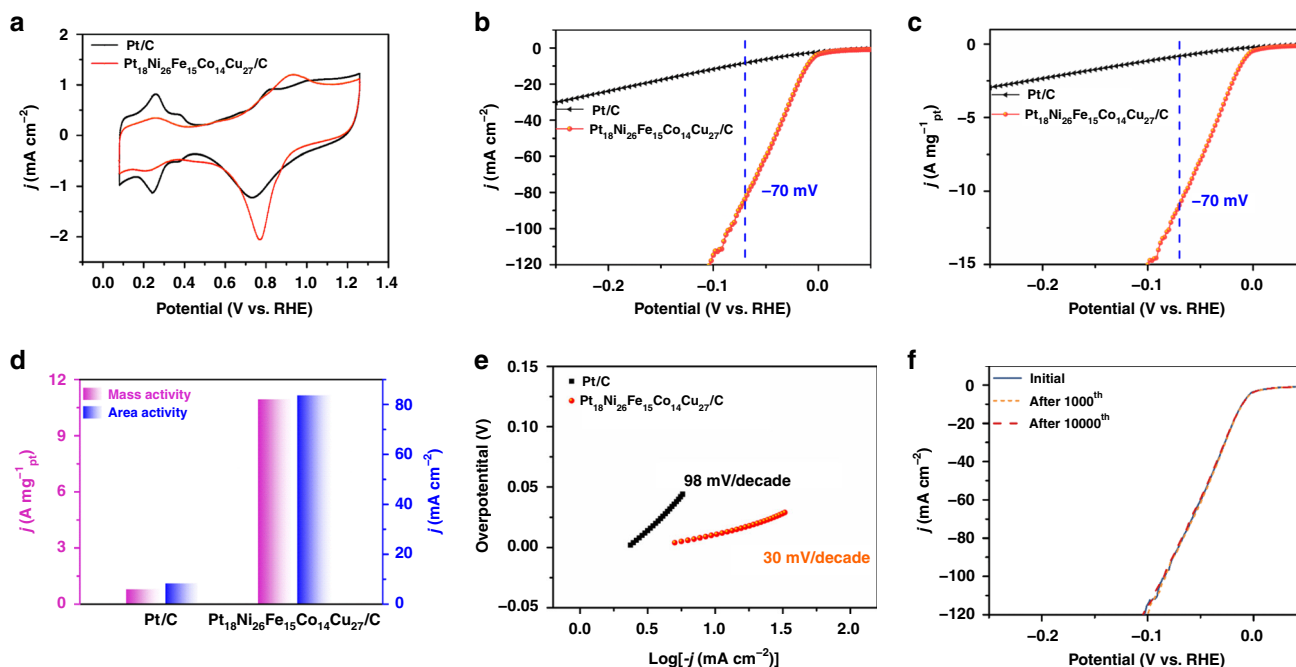 a
Pt/C
Pt18Ni26Fe15Co14Cu27/C
2
1
0
−1
−2
j (mA cm−2)
0.0 0.2 0.4 0.6 0.8 1.0 1.2 1.4
Potential (V vs. RHE)
b
0
−20
−40
−60
−80
−100
−120
j (mA cm−2)
Pt/C
Pt18Ni26Fe15Co14Cu27/C
−70 mV
−0.2 −0.1 0.0
Potential (V vs. RHE)
c
0
−5
−10
−15
j (A mg−1pt)
Pt/C
Pt18Ni26Fe15Co14Cu27/C
−70 mV
−0.2 −0.1 0.0
Potential (V vs. RHE)
d
12
9
6
3
0
j (A mg−1pt)
Mass activity
Area activity
80
60
40
20
0
j (mA cm−2)
Pt/C Pt18Ni26Fe15Co14Cu27/C
e
0.15
0.10
0.05
0.00
−0.05
Overpotentital (V)
Pt/C
Pt18Ni26Fe15Co14Cu27/C
98 mV/decade
30 mV/decade
0.0 0.5 1.0 1.5 2.0
Log[-j (mA cm−2)]
f
0
−20
−40
−60
−80
−100
−120
j (mA cm−2)
Initial
After 1000th
After 10000th
−0.2 −0.1 0.0
Potential (V vs. RHE)